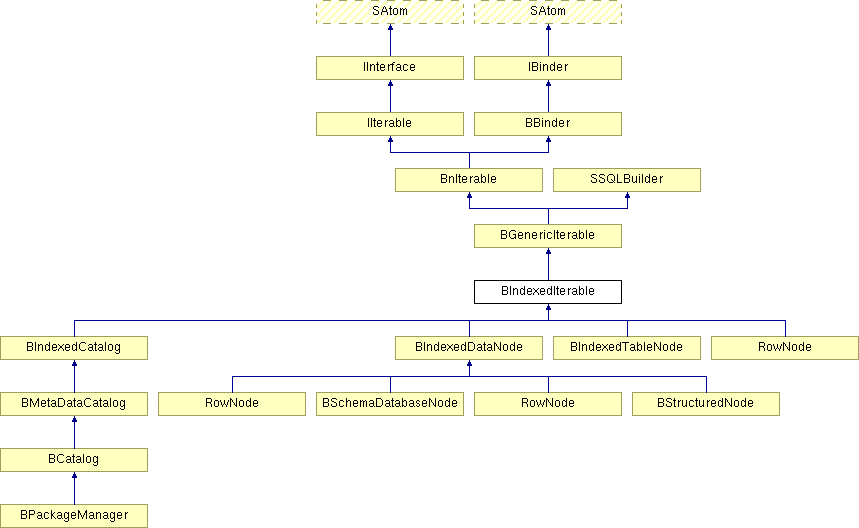 SAtom
SAtom
IInterface
IBinder
IIterable
BBinder
BnIterable
SSQLBuilder
BGenericIterable
BIndexedIterable
BIndexedCatalog
BIndexedDataNode
BIndexedTableNode
RowNode
BMetaDataCatalog
RowNode
BSchemaDatabaseNode
RowNode
BStructuredNode
BCatalog
BPackageManager